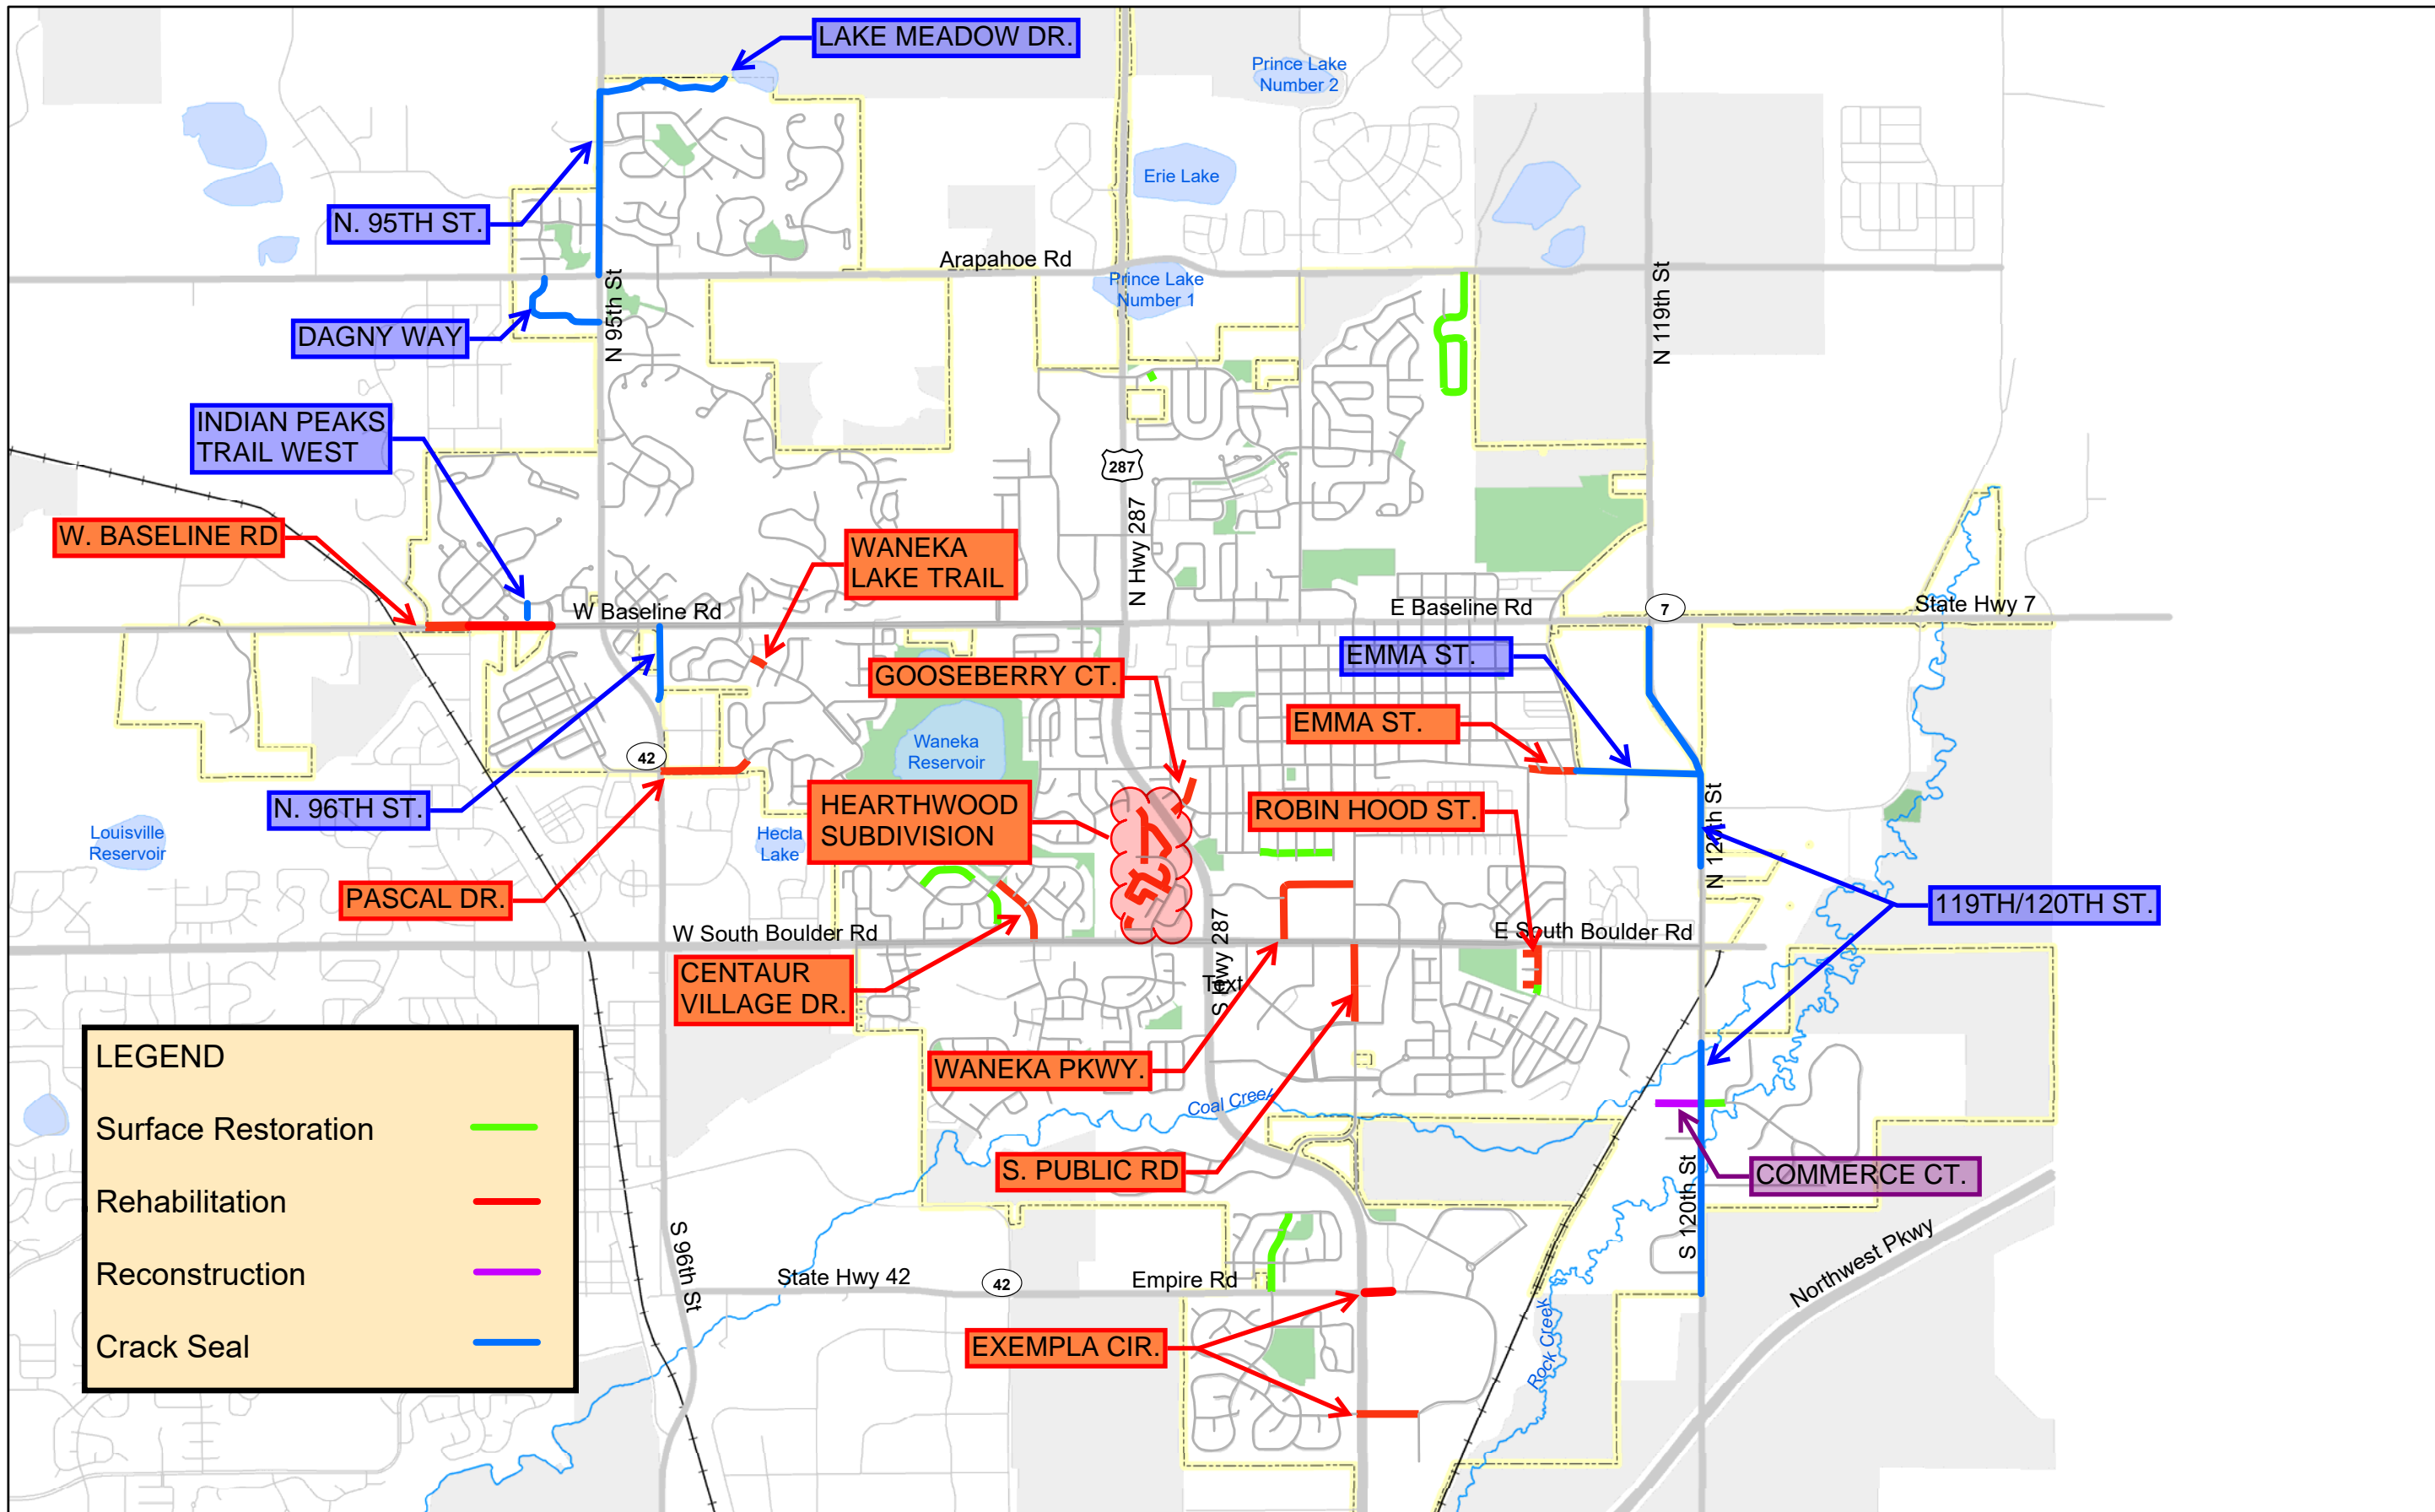 LAKE MEADOW DR.
Prince Lake
Number 2
Erie Lake
N. 95TH ST.
Arapahoe Rd
Prince Lake
Number 1
N 95th St
N 119th St
DAGNY WAY
INDIAN PEAKS
TRAIL WEST
287
N Hwy 287
W. BASELINE RD
WANEKA
LAKE TRAIL
W Baseline Rd
E Baseline Rd
7
State Hwy 7
EMMA ST.
GOOSEBERRY CT.
EMMA ST.
Waneka
Reservoir
42
N. 96TH ST.
HEARTHWOOD
SUBDIVISION
ROBIN HOOD ST.
N 120th St
Louisville
Reservoir
Hecla
Lake
PASCAL DR.
119TH/120TH ST.
W South Boulder Rd
E South Boulder Rd
S Hwy 287
Text
CENTAUR
VILLAGE DR.
WANEKA PKWY.
Coal Creek
S. PUBLIC RD
COMMERCE CT.
S 120th St
S 96th St
State Hwy 42
42
Empire Rd
Northwest Pkwy
Rock Creek
EXEMPLA CIR.
LEGEND
Surface Restoration
Rehabilitation
Reconstruction
Crack Seal